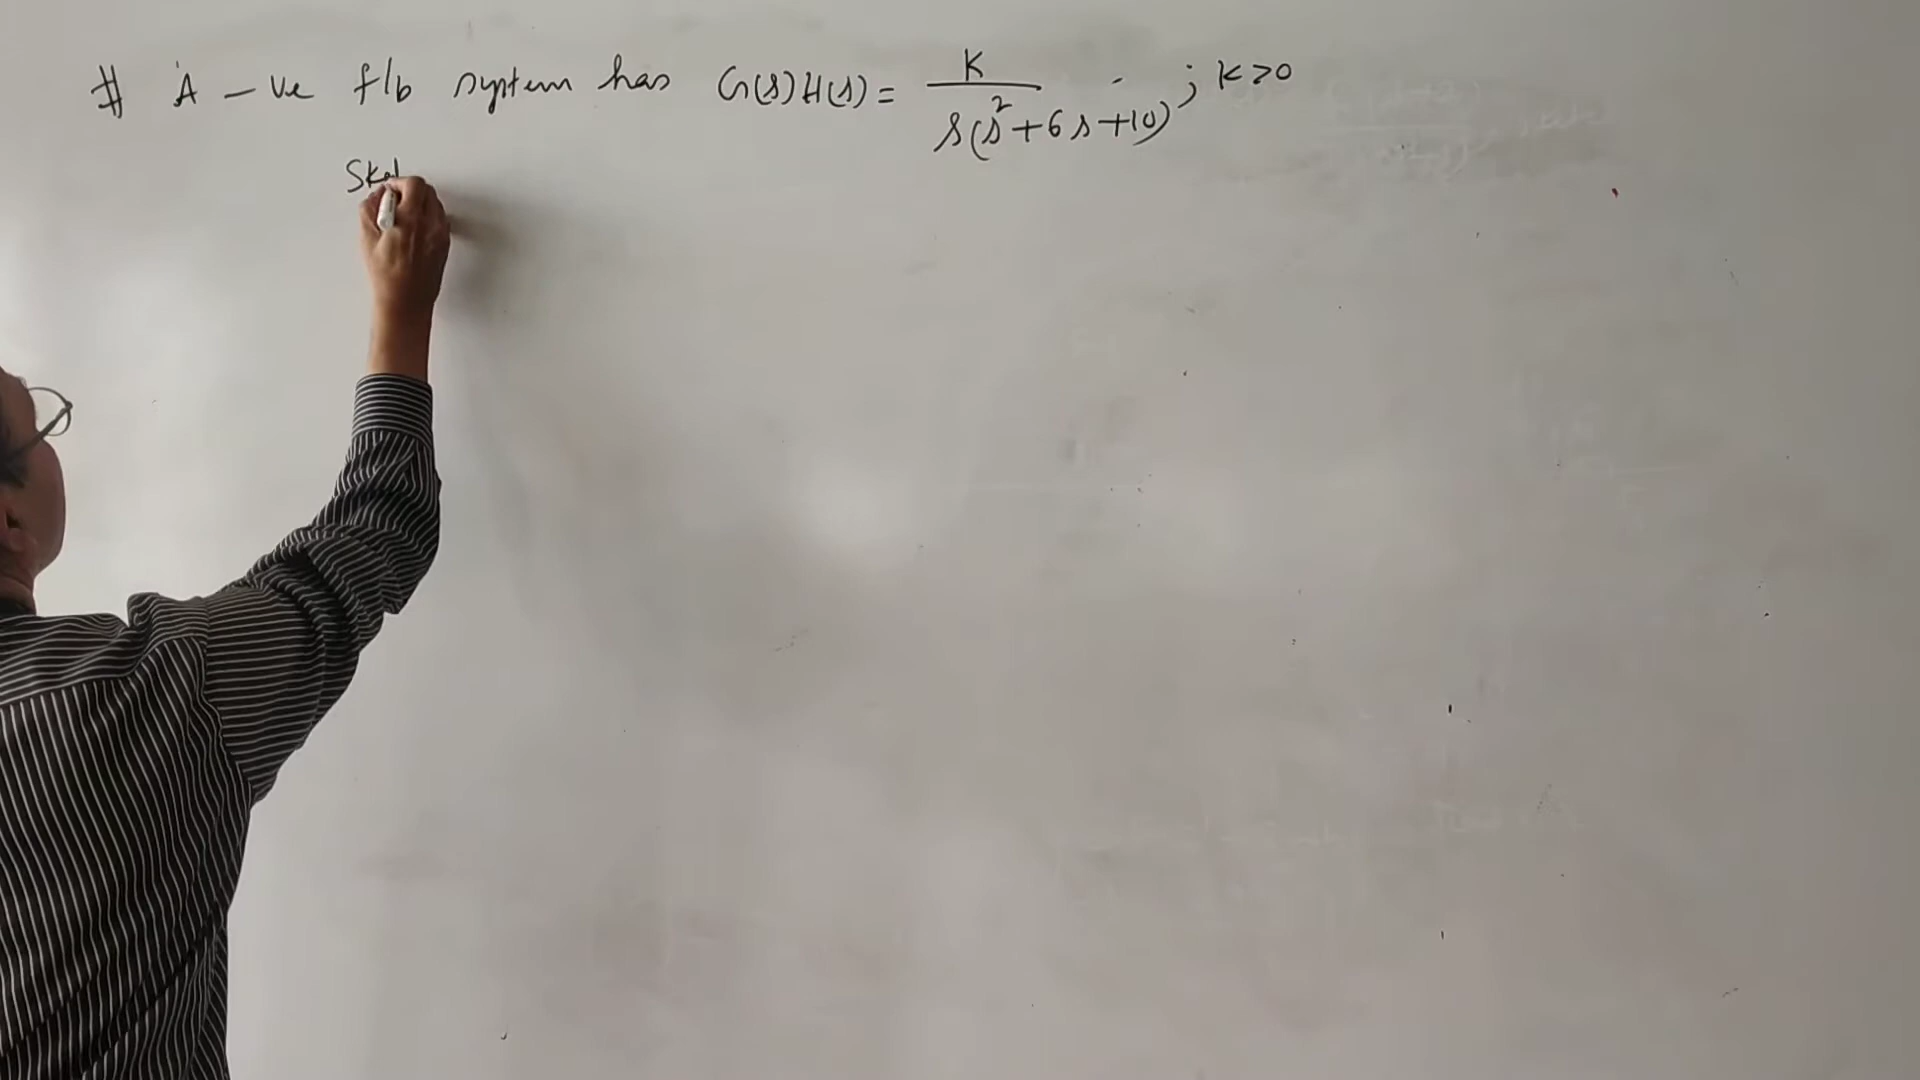 # A -ve f/b system has G(s)H(s) = K / s(s²+6s+10) ; K>0
Sket